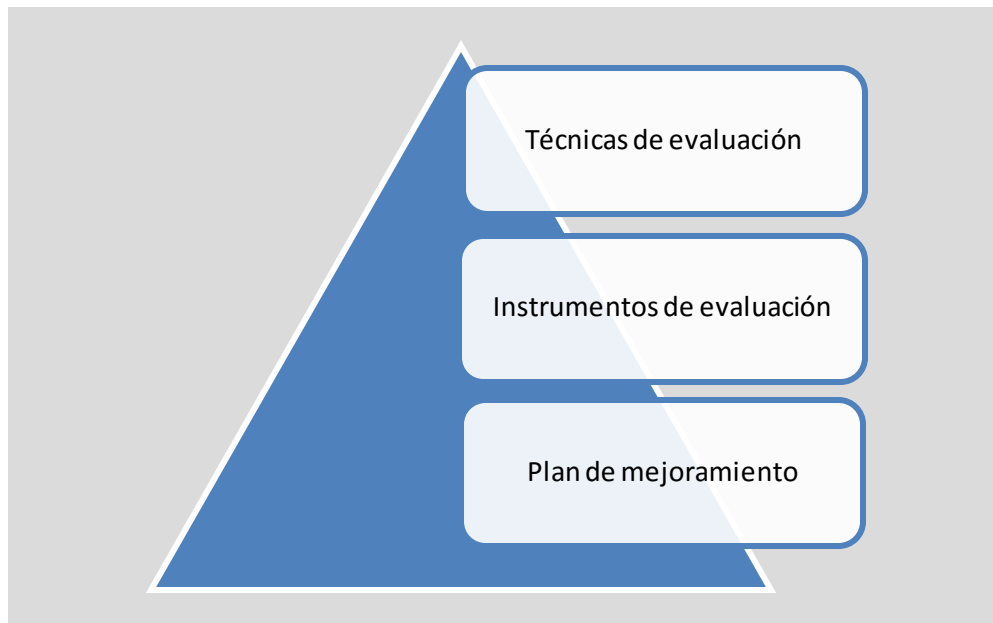 Técnicas de evaluación
Instrumentos de evaluación
Plan de mejoramiento